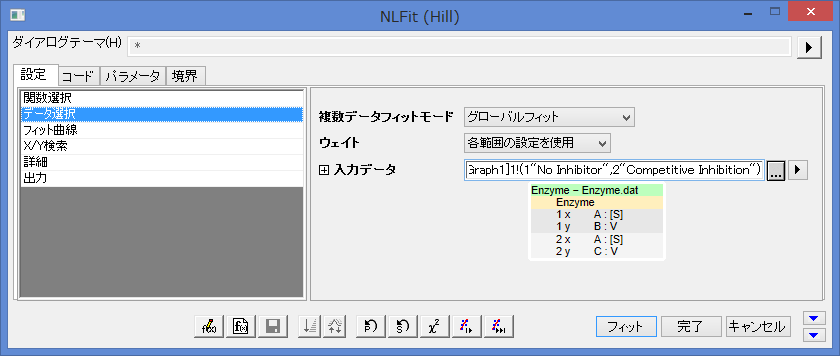 NLFit (Hill)
ダイアログテーマ(H) *
設定 コード パラメータ 境界
関数選択
データ選択
フィット曲線
X/Y検索
詳細
出力
複数データフィットモード グローバルフィット
ウェイト 各範囲の設定を使用
入力データ Graph1]1!(1"No Inhibitor",2"Competitive Inhibition") ...
Enzyme - Enzyme.dat
Enzyme
1 x A : [S]
1 y B : V
2 x A : [S]
2 y C : V
フィット 完了 キャンセル